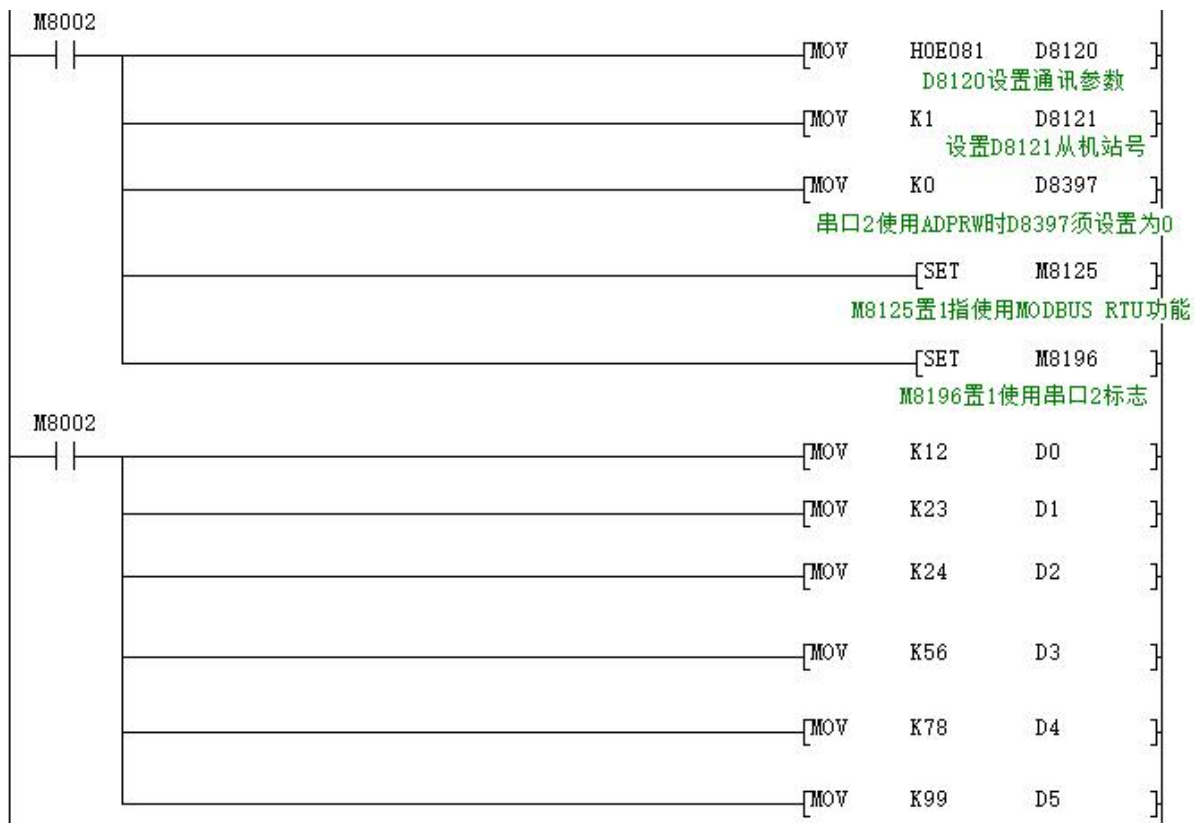 M8002
[MOV H0E081 D8120 ]
D8120设置通讯参数
[MOV K1 D8121 ]
设置D8121从机站号
[MOV K0 D8397 ]
串口2使用ADPRW时D8397须设置为0
[SET M8125 ]
M8125置1指使用MODBUS RTU功能
[SET M8196 ]
M8196置1使用串口2标志
M8002
[MOV K12 D0 ]
[MOV K23 D1 ]
[MOV K24 D2 ]
[MOV K56 D3 ]
[MOV K78 D4 ]
[MOV K99 D5 ]